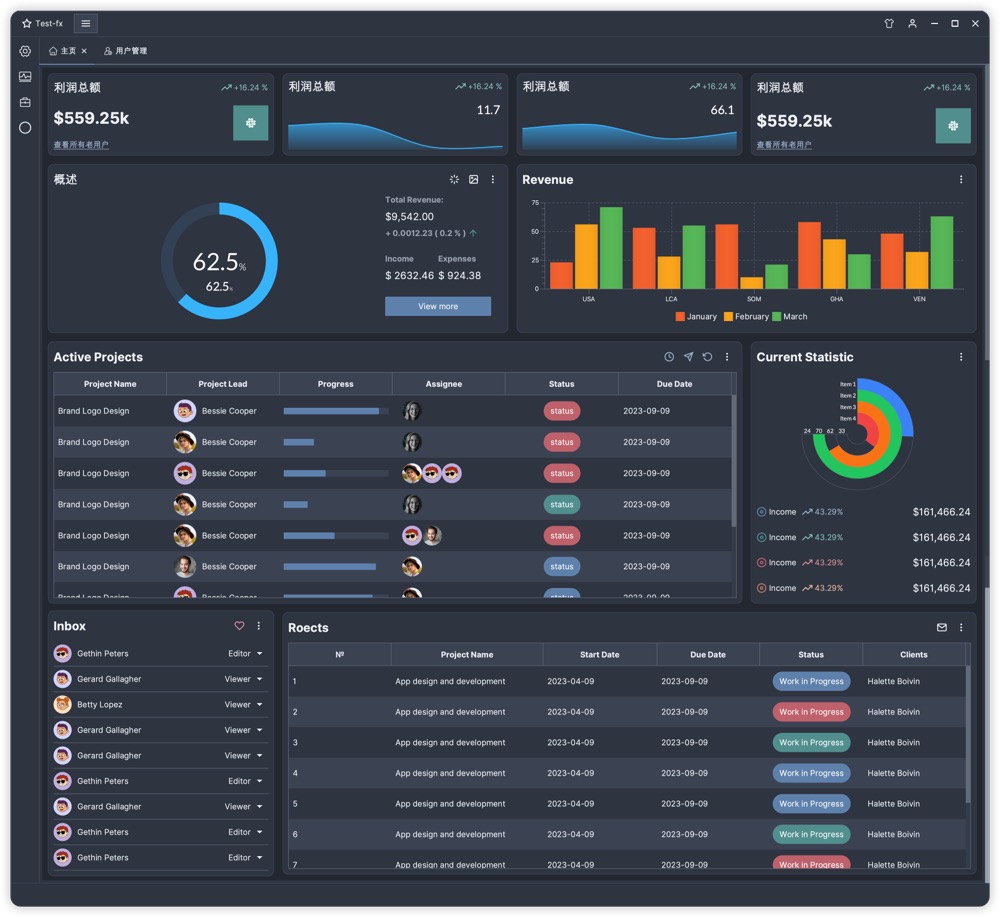 Test-fx
主页 用户管理
利润总额 +16.24 %
$559.25k
查看所有老用户
利润总额 +16.24 %
11.7
利润总额 +16.24 %
66.1
利润总额 +16.24 %
$559.25k
查看所有老用户
概述
62.5%
62.5%
Total Revenue:
$9,542.00
+ 0.0012.23 ( 0.2 % )
Income Expenses
$ 2632.46 $ 924.38
View more
Revenue
75
50
25
0
USA LCA SOM GHA VEN
January February March
Active Projects
Project Name Project Lead Progress Assignee Status Due Date
Brand Logo Design Bessie Cooper status 2023-09-09
Brand Logo Design Bessie Cooper status 2023-09-09
Brand Logo Design Bessie Cooper status 2023-09-09
Brand Logo Design Bessie Cooper status 2023-09-09
Brand Logo Design Bessie Cooper status 2023-09-09
Brand Logo Design Bessie Cooper status 2023-09-09
Brand Logo Design Bessie Cooper status 2023-09-09
Current Statistic
Item 1
Item 2
Item 3
Item 4
24 70 62 33
Income 43.29% $161,466.24
Income 43.29% $161,466.24
Income 43.29% $161,466.24
Income 43.29% $161,466.24
Inbox
Gethin Peters Editor
Gerard Gallagher Viewer
Betty Lopez Viewer
Gerard Gallagher Viewer
Gerard Gallagher Viewer
Gethin Peters Editor
Gerard Gallagher Viewer
Gethin Peters Editor
Gethin Peters Editor
Roects
№ Project Name Start Date Due Date Status Clients
1 App design and development 2023-04-09 2023-09-09 Work in Progress Halette Boivin
2 App design and development 2023-04-09 2023-09-09 Work in Progress Halette Boivin
3 App design and development 2023-04-09 2023-09-09 Work in Progress Halette Boivin
4 App design and development 2023-04-09 2023-09-09 Work in Progress Halette Boivin
5 App design and development 2023-04-09 2023-09-09 Work in Progress Halette Boivin
6 App design and development 2023-04-09 2023-09-09 Work in Progress Halette Boivin
7 App design and development 2023-04-09 2023-09-09 Work in Progress Halette Boivin